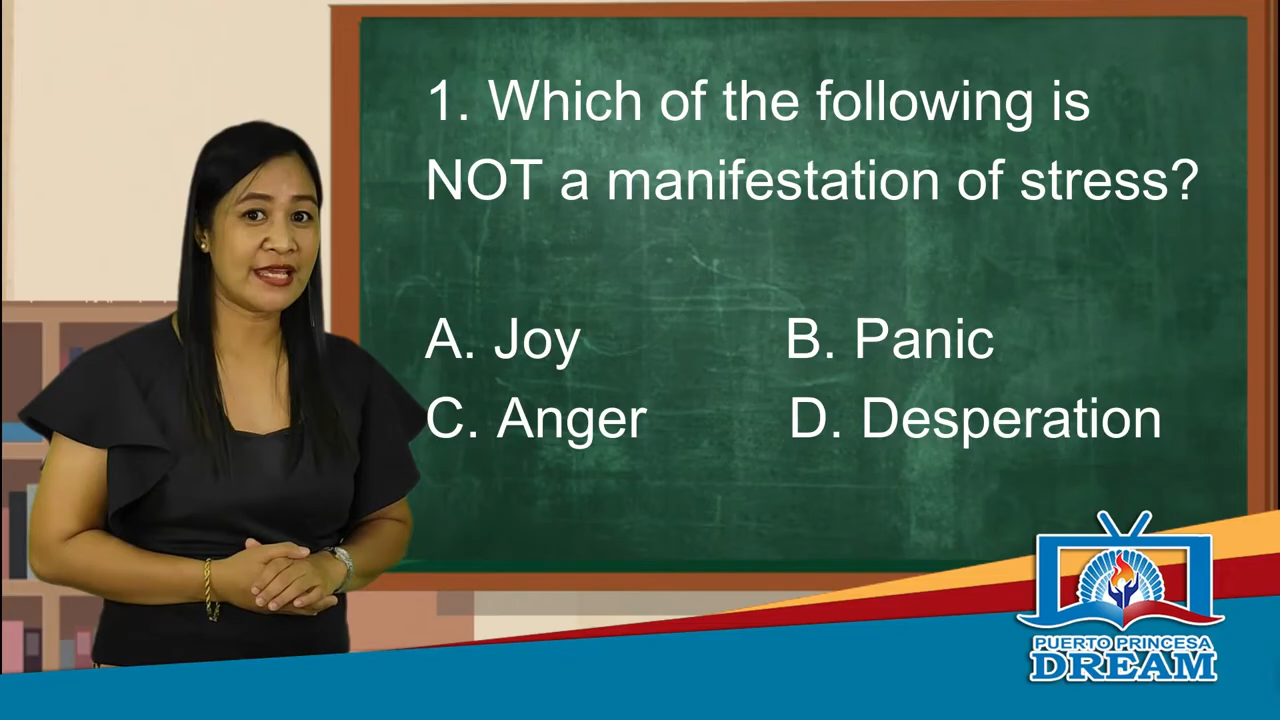 1. Which of the following is
NOT a manifestation of stress?
A. Joy B. Panic
C. Anger D. Desperation
PUERTO PRINCESA
DREAM